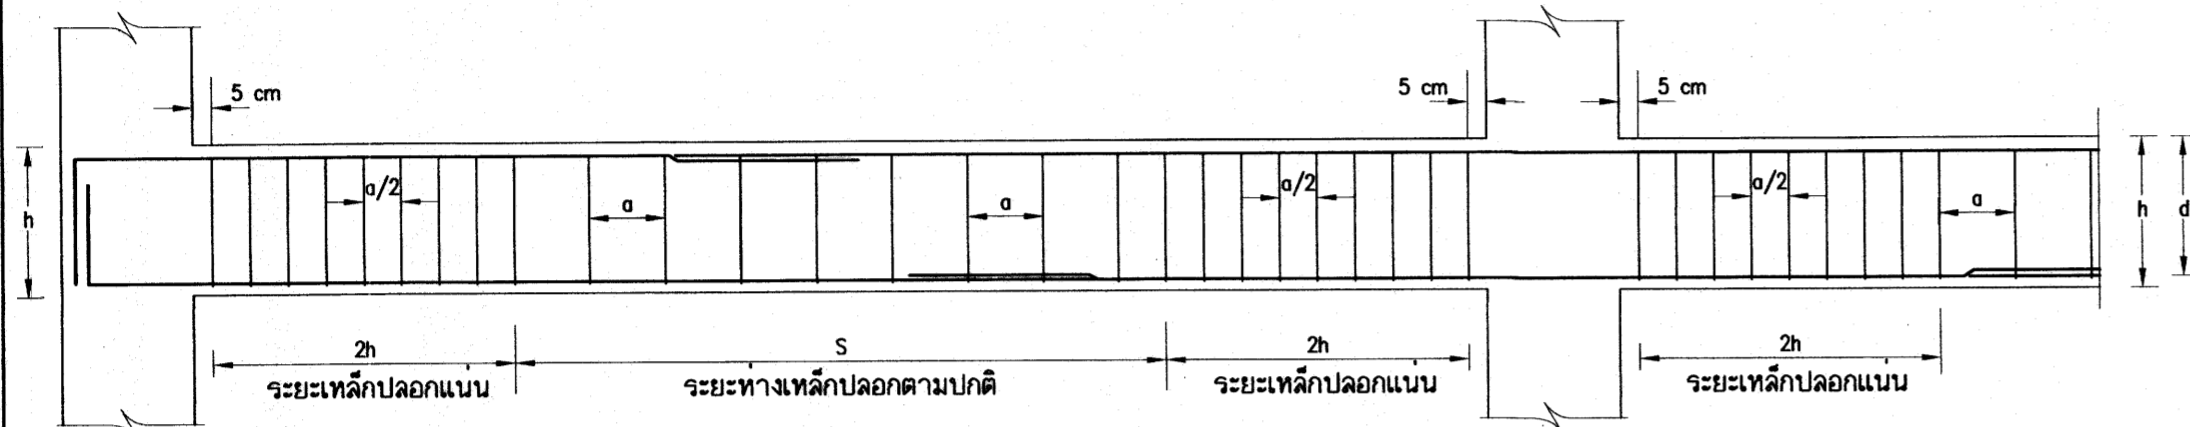 5 cm 5 cm 5 cm
a/2 a/2 a/2
h a a a h d
2h S 2h 2h
ระยะเหล็กปลอกแน่น ระยะห่างเหล็กปลอกตามปกติ ระยะเหล็กปลอกแน่น ระยะเหล็กปลอกแน่น